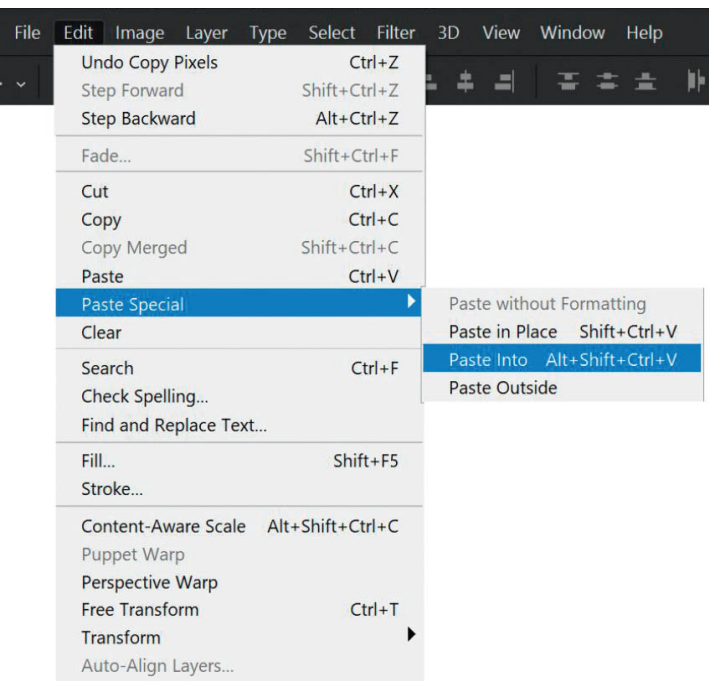 File Edit Image Layer Type Select Filter 3D View Window Help
Undo Copy Pixels Ctrl+Z
Step Forward Shift+Ctrl+Z
Step Backward Alt+Ctrl+Z
Fade... Shift+Ctrl+F
Cut Ctrl+X
Copy Ctrl+C
Copy Merged Shift+Ctrl+C
Paste Ctrl+V
Paste Special
Clear
Search Ctrl+F
Check Spelling...
Find and Replace Text...
Fill... Shift+F5
Stroke...
Content-Aware Scale Alt+Shift+Ctrl+C
Puppet Warp
Perspective Warp
Free Transform Ctrl+T
Transform
Auto-Align Layers...
Paste without Formatting
Paste in Place Shift+Ctrl+V
Paste Into Alt+Shift+Ctrl+V
Paste Outside